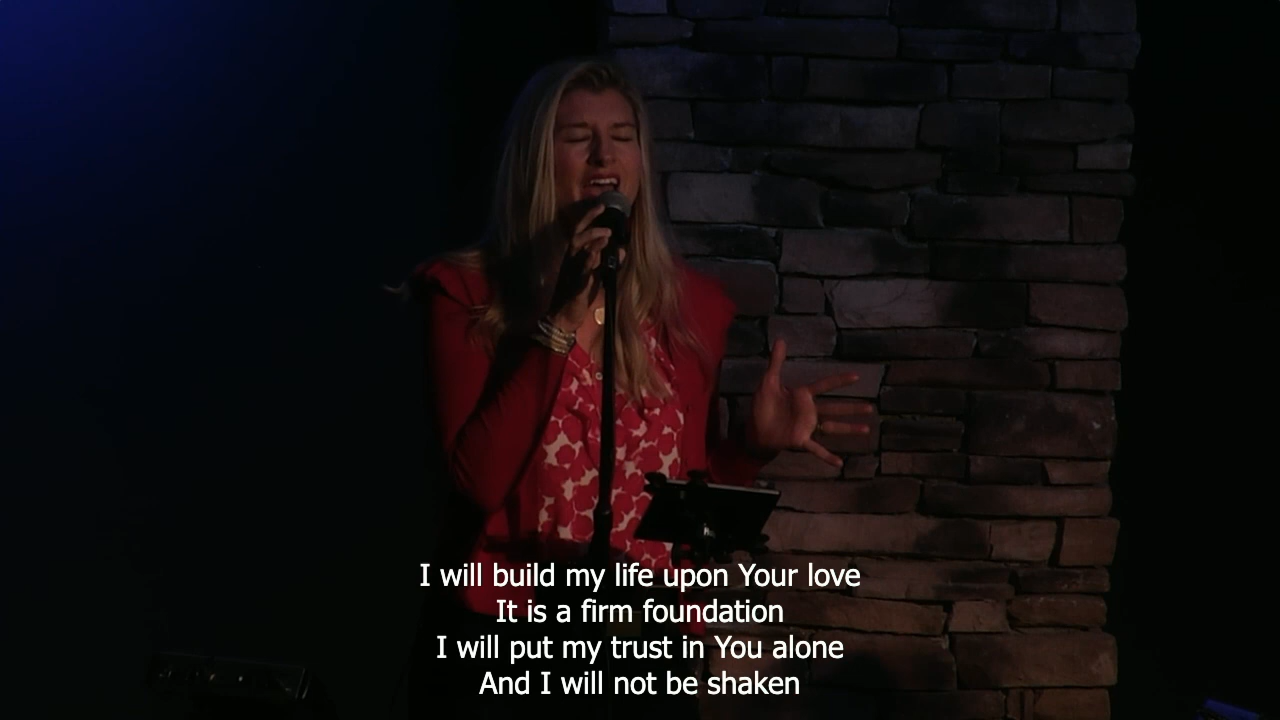 I will build my life upon Your love
It is a firm foundation
I will put my trust in You alone
And I will not be shaken